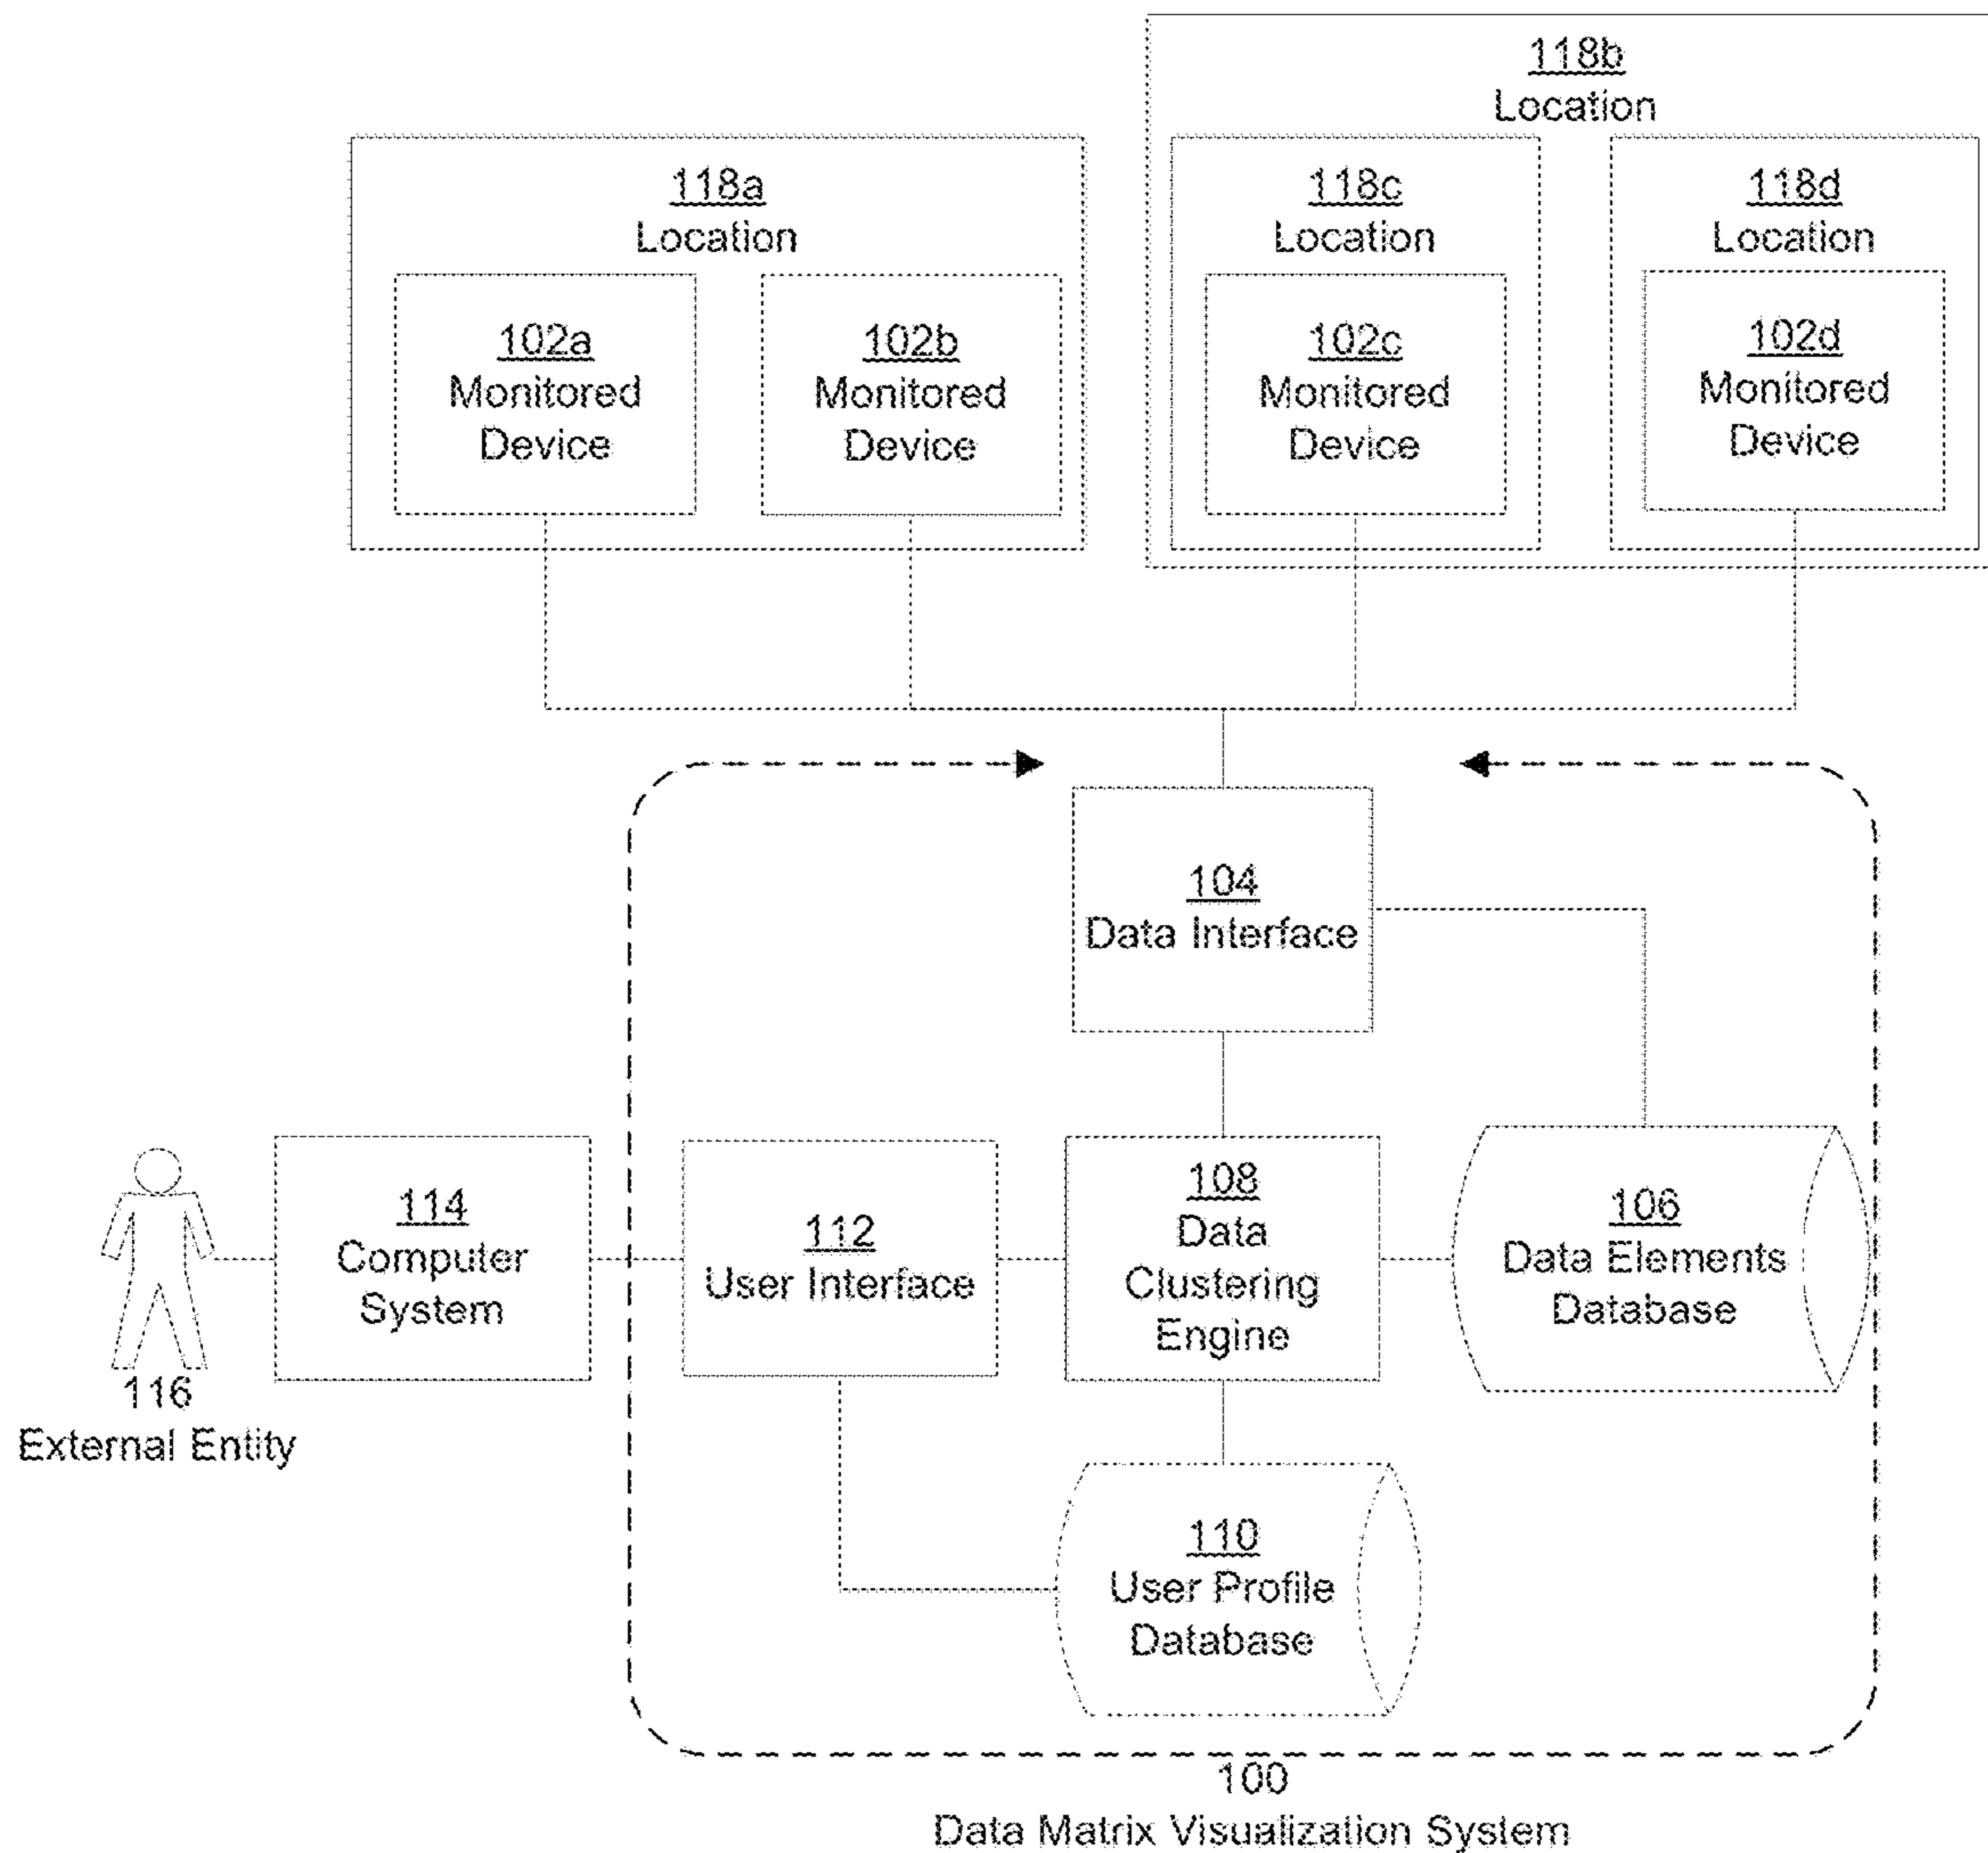 118b
Location
118a
Location
118c
Location
118d
Location
102a
Monitored
Device
102b
Monitored
Device
102c
Monitored
Device
102d
Monitored
Device
104
Data Interface
114
Computer
System
112
User Interface
108
Data
Clustering
Engine
106
Data Elements
Database
116
External Entity
110
User Profile
Database
100
Data Matrix Visualization System